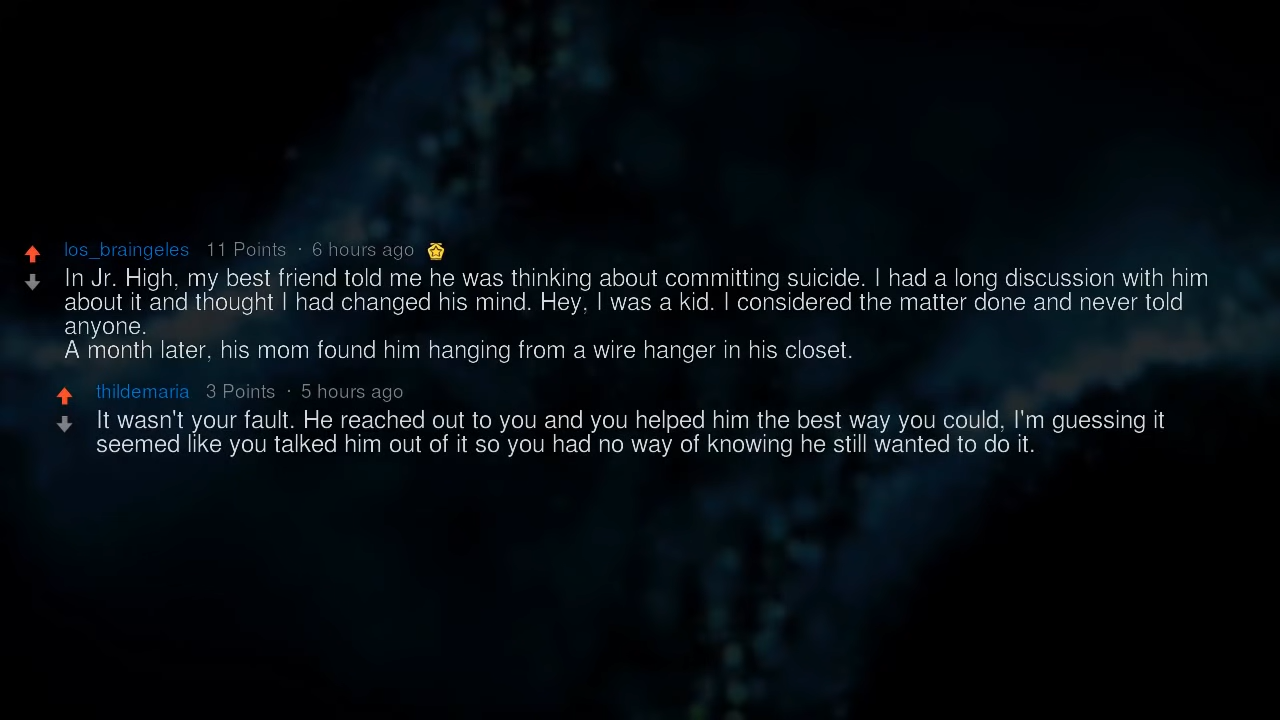 los_braingeles 11 Points · 6 hours ago
In Jr. High, my best friend told me he was thinking about committing suicide. I had a long discussion with him
about it and thought I had changed his mind. Hey, I was a kid. I considered the matter done and never told
anyone.
A month later, his mom found him hanging from a wire hanger in his closet.
thildemaria 3 Points · 5 hours ago
It wasn't your fault. He reached out to you and you helped him the best way you could, I'm guessing it
seemed like you talked him out of it so you had no way of knowing he still wanted to do it.